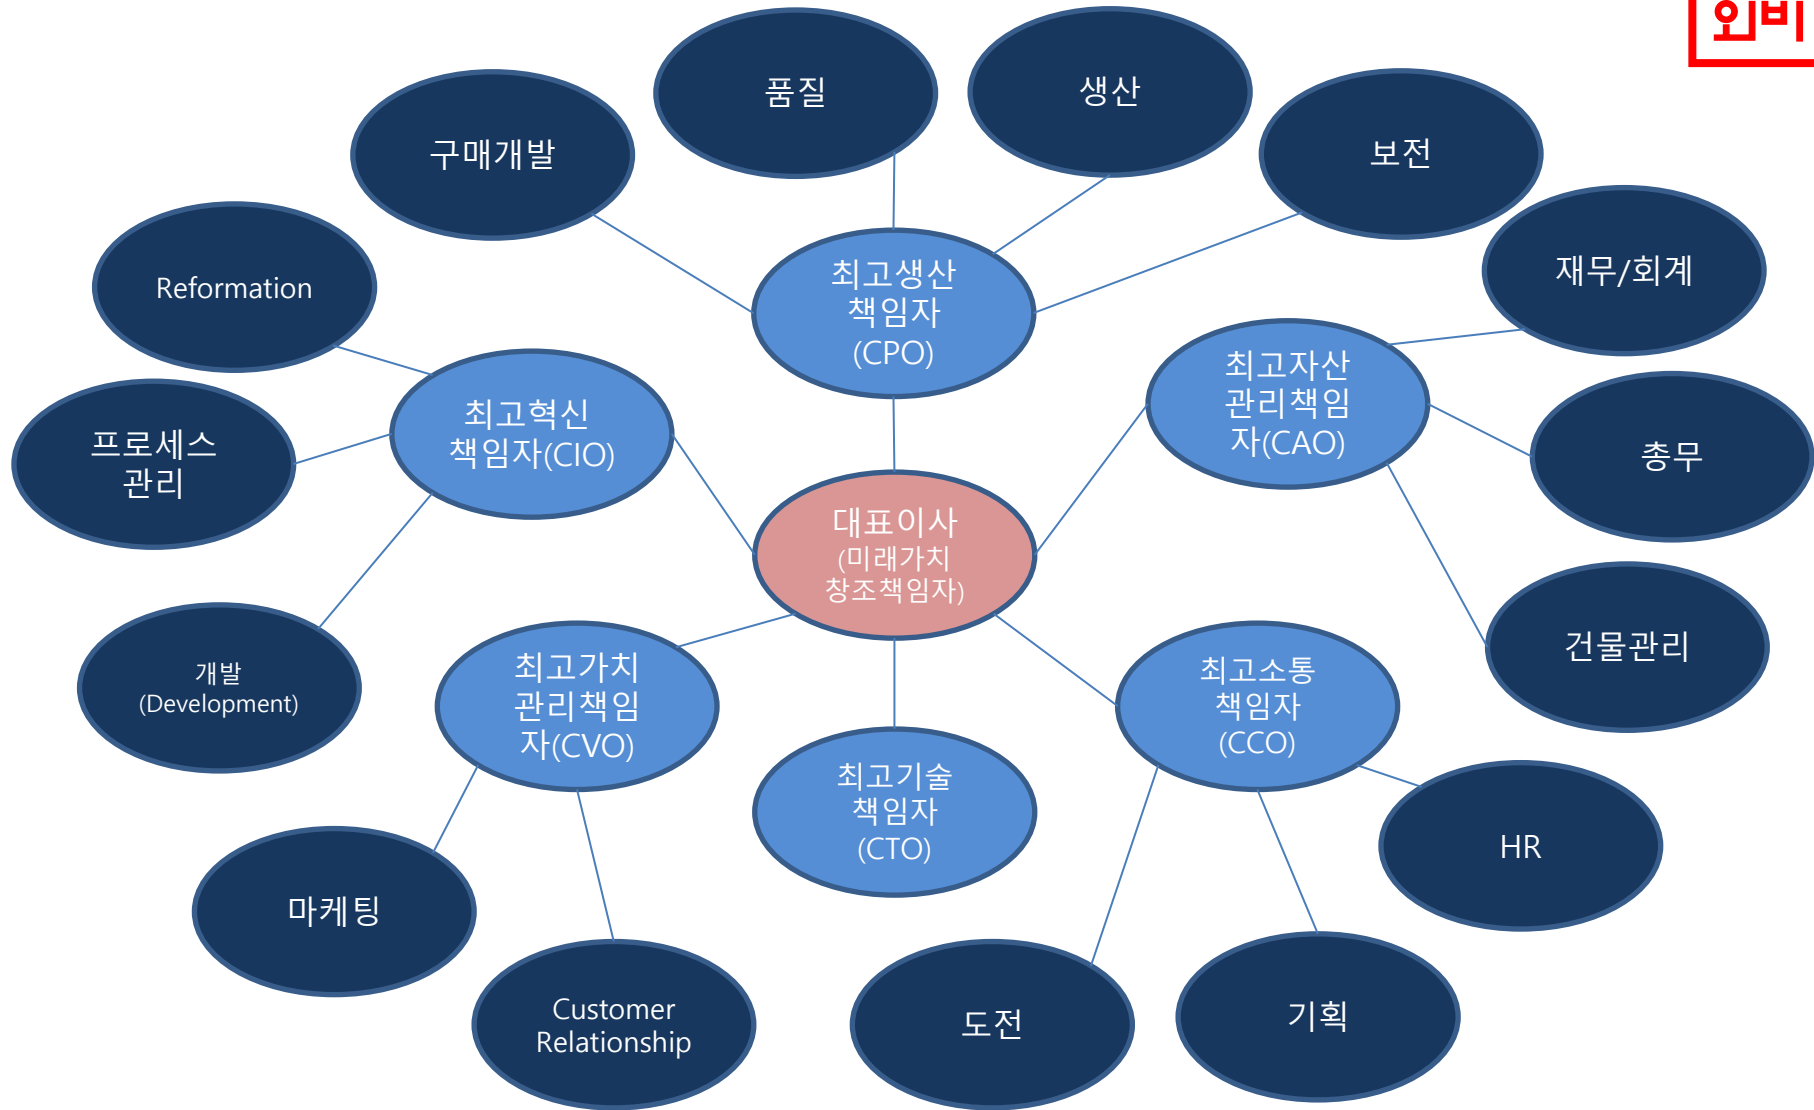 외비
품질
생산
구매개발
보전
Reformation
재무/회계
최고생산
책임자
(CPO)
최고혁신
책임자(CIO)
최고자산
관리책임
자(CAO)
프로세스
관리
총무
대표이사
(미래가치
창조책임자)
개발
(Development)
최고가치
관리책임
자(CVO)
최고소통
책임자
(CCO)
건물관리
최고기술
책임자
(CTO)
HR
마케팅
Customer
Relationship
도전
기획